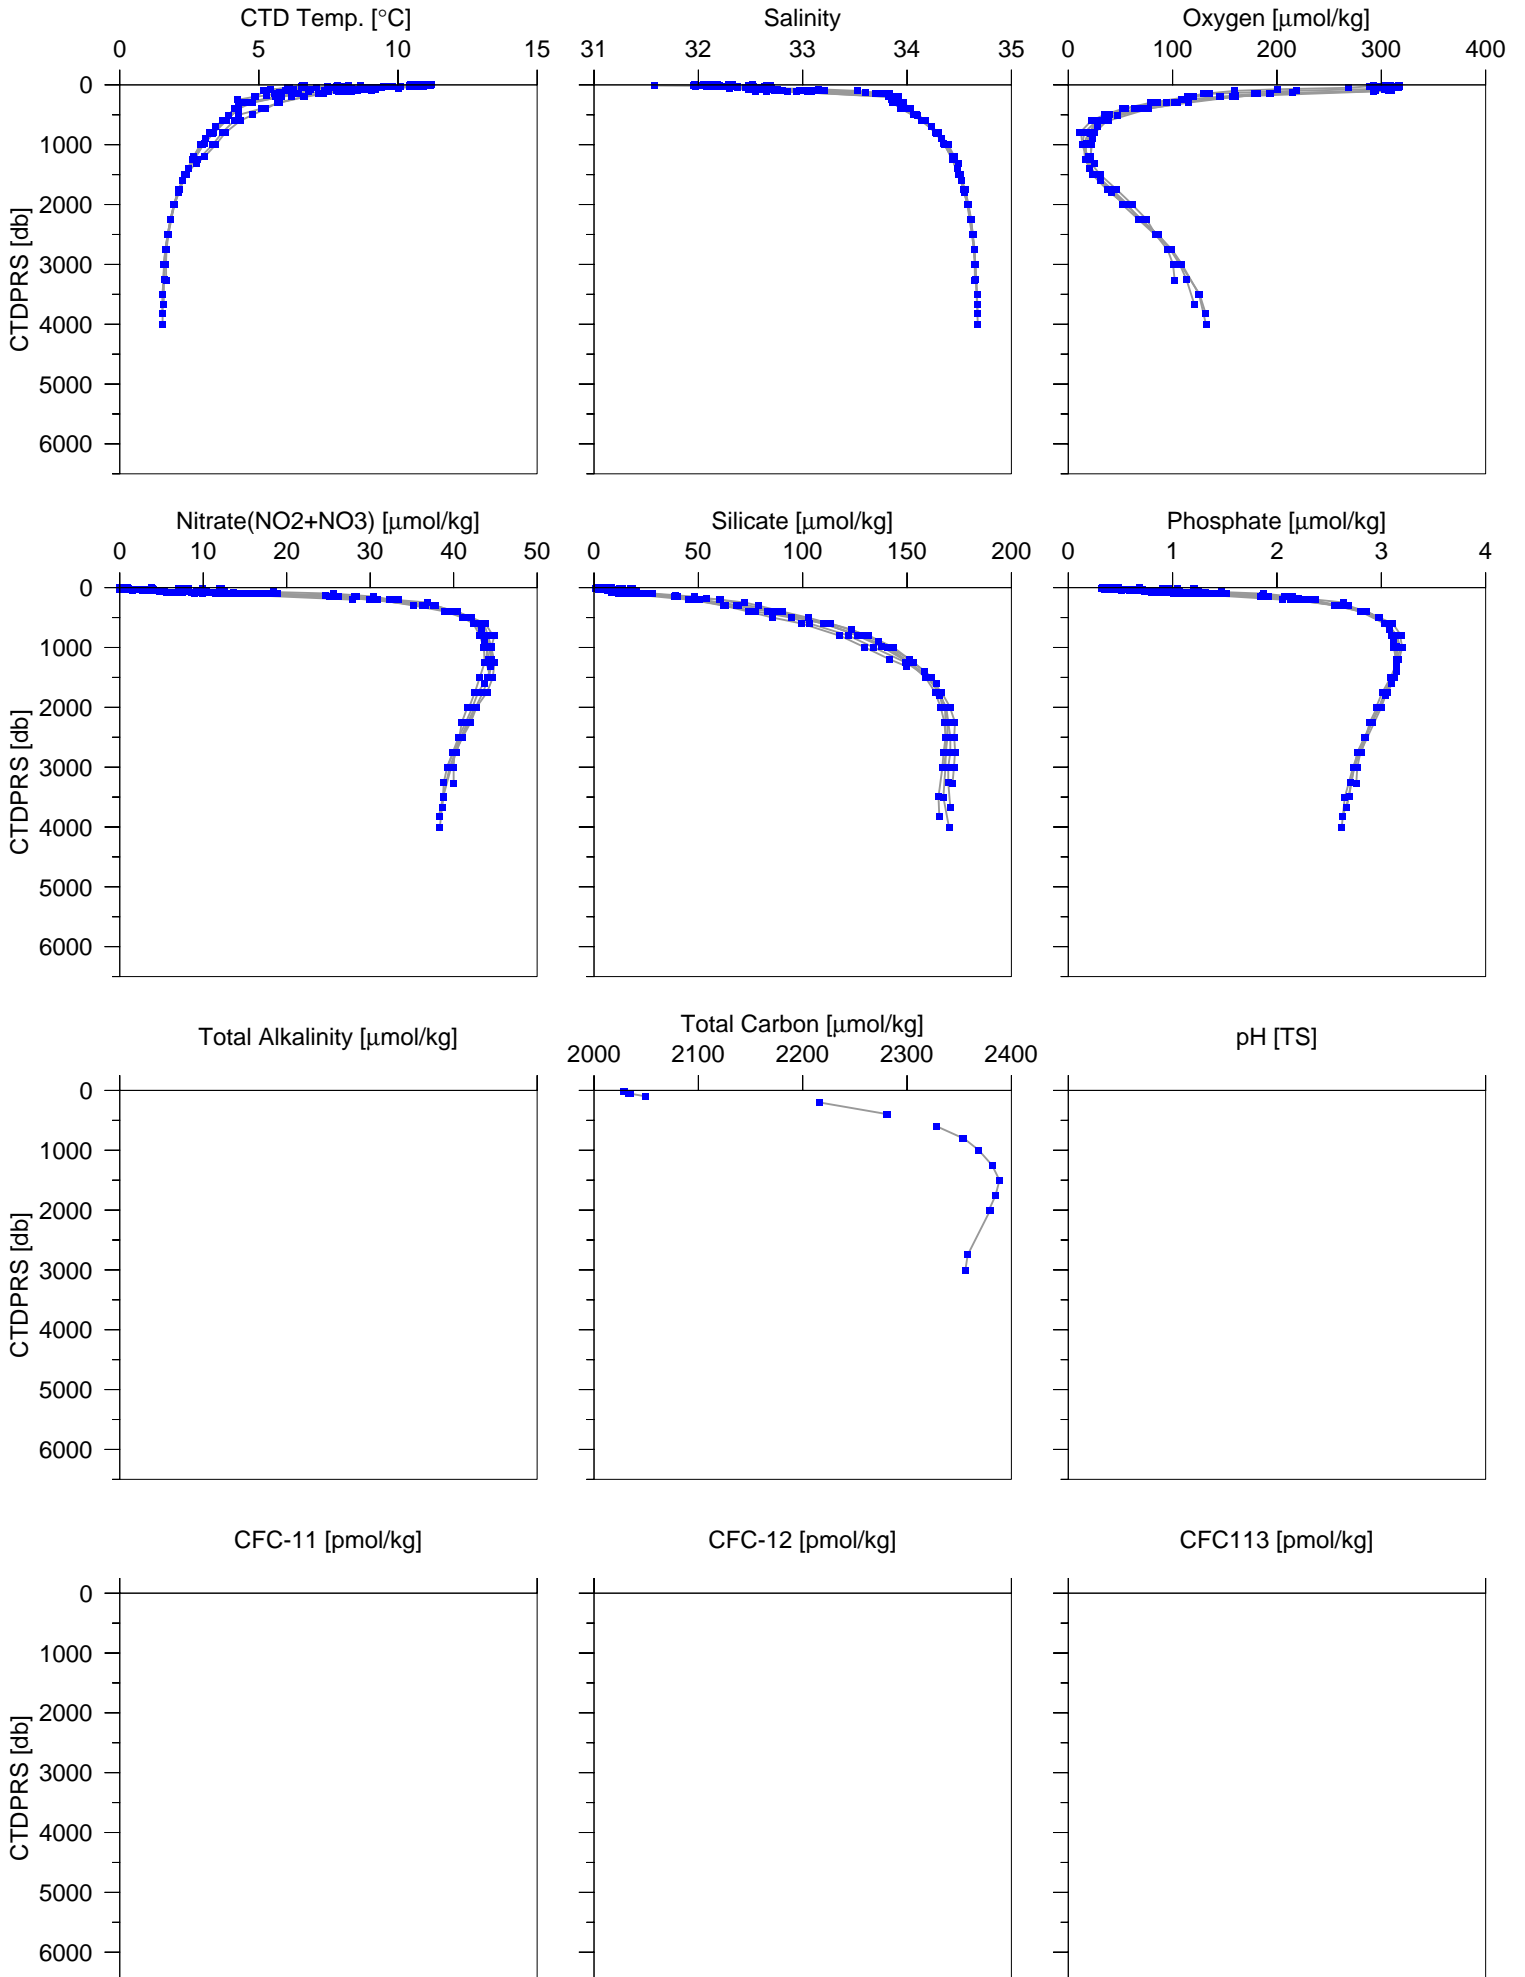 CTD Temp. [°C] Salinity Oxygen [μmol/kg]
0 5 10 15 31 32 33 34 35 0 100 200 300 400
0
1000
2000
3000
4000
5000
6000
CTDPRS [db]
Nitrate(NO2+NO3) [μmol/kg] Silicate [μmol/kg] Phosphate [μmol/kg]
0 10 20 30 40 50 0 50 100 150 200 0 1 2 3 4
0
1000
2000
3000
4000
5000
6000
CTDPRS [db]
Total Alkalinity [μmol/kg] Total Carbon [μmol/kg] pH [TS]
2000 2100 2200 2300 2400
0
1000
2000
3000
4000
5000
6000
CTDPRS [db]
CFC-11 [pmol/kg] CFC-12 [pmol/kg] CFC113 [pmol/kg]
0
1000
2000
3000
4000
5000
6000
CTDPRS [db]